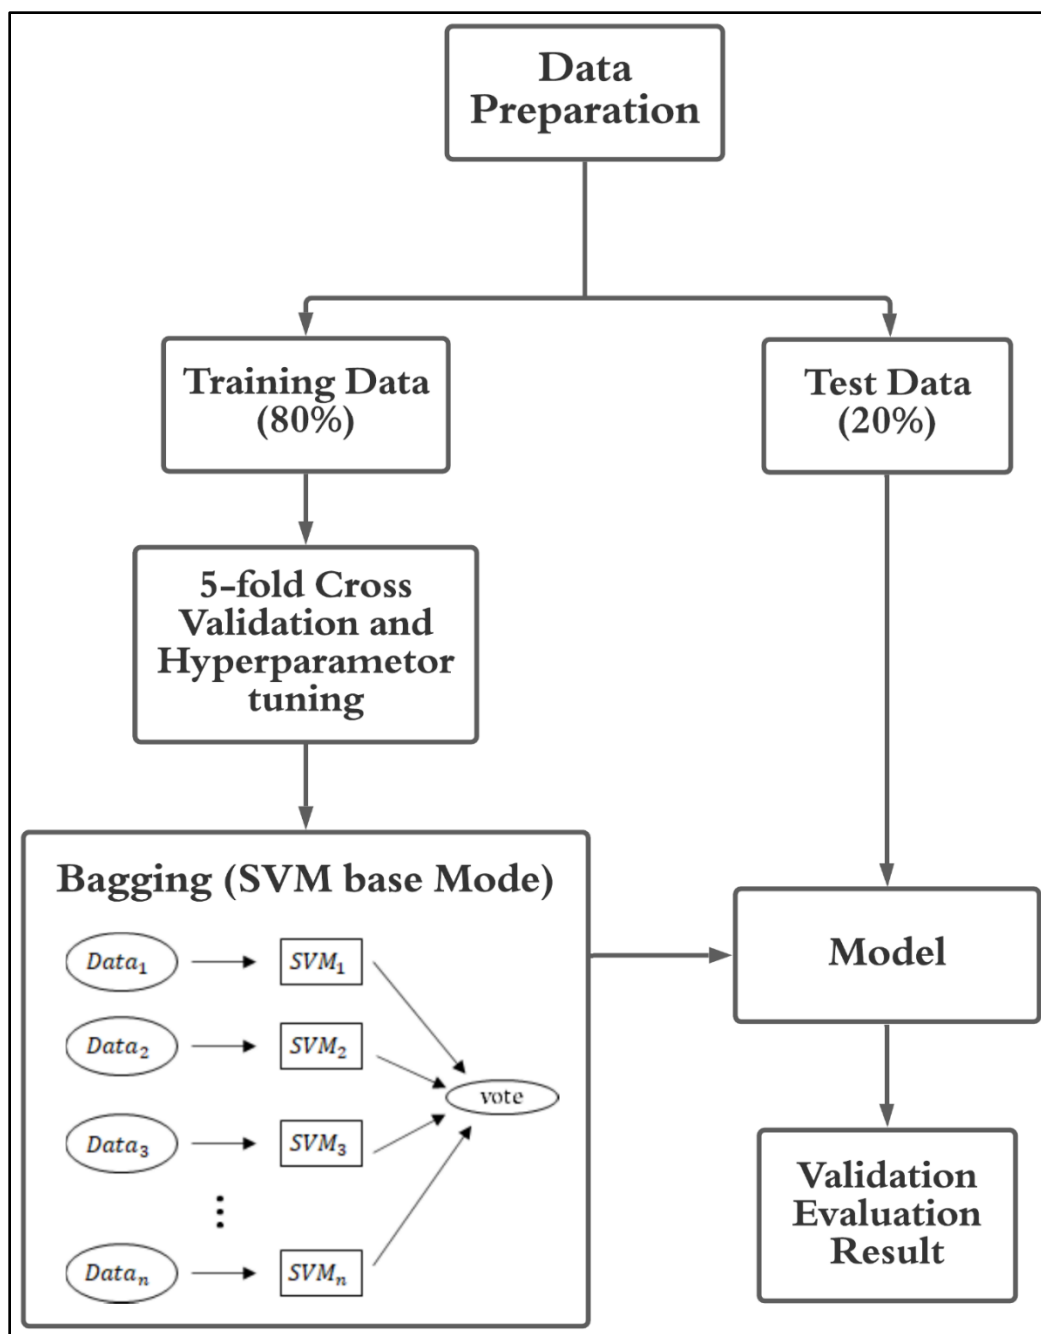 Data
Preparation
Training Data
(80%)
Test Data
(20%)
5-fold Cross
Validation and
Hyperparametor
tuning
Bagging (SVM base Mode)
Data₁ SVM₁
Data₂ SVM₂
vote
Data₃ SVM₃
⋮
Dataₙ SVMₙ
Model
Validation
Evaluation
Result